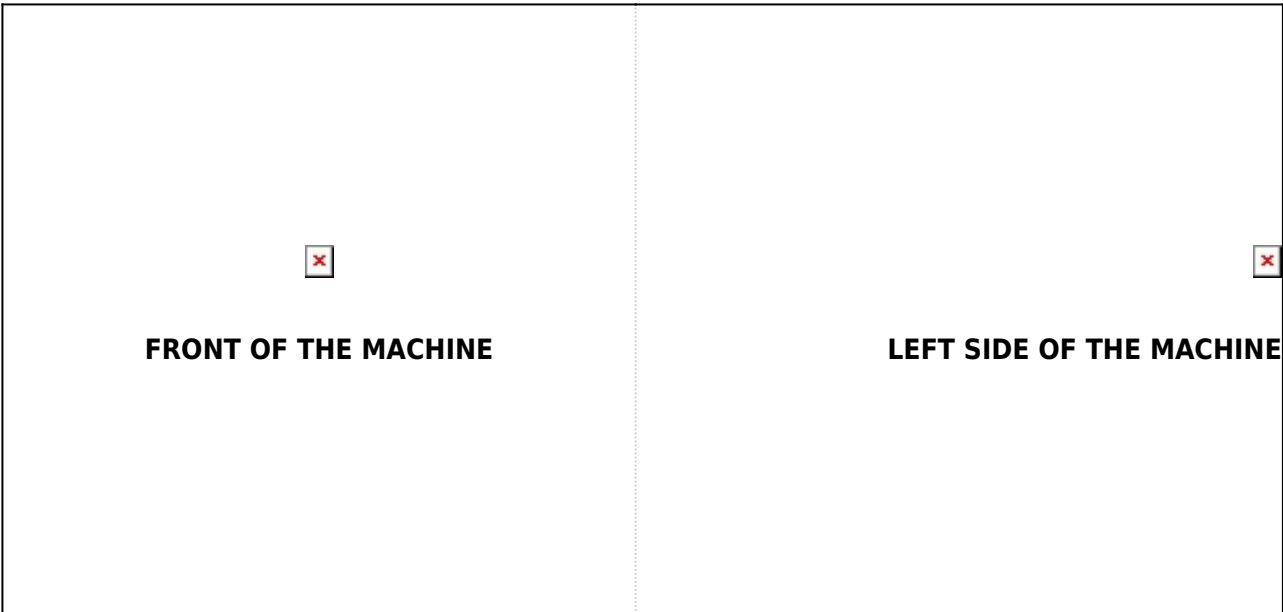 FRONT OF THE MACHINE
LEFT SIDE OF THE MACHINE